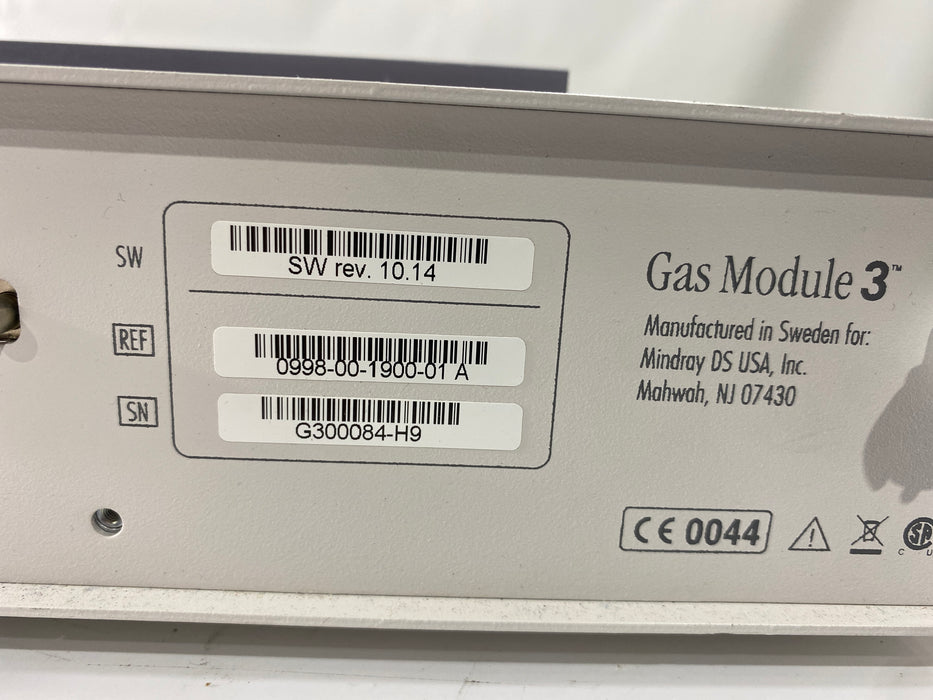 SW
SW rev. 10.14
REF
0998-00-1900-01 A
SN
G300084-H9
Gas Module 3™
Manufactured in Sweden for:
Mindray DS USA, Inc.
Mahwah, NJ 07430
CE 0044
C U